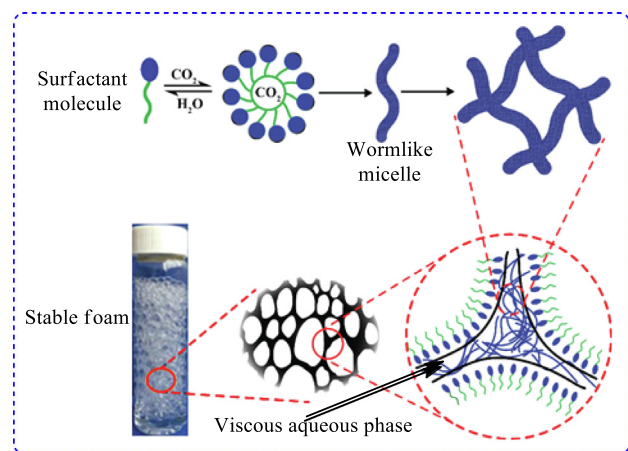 Surfactant
molecule
CO₂
H₂O
CO₂
Wormlike
micelle
Stable foam
Viscous aqueous phase